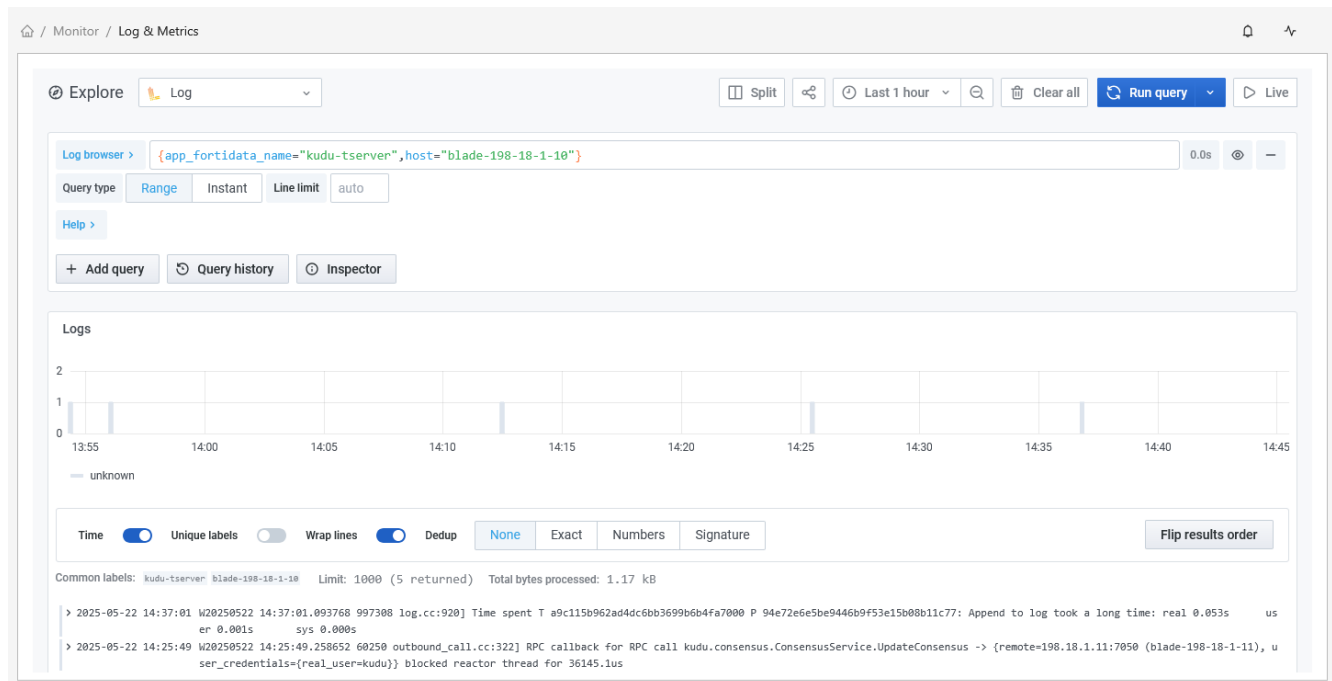 / Monitor / Log & Metrics
Explore Log Split Last 1 hour Clear all Run query Live
Log browser > {app_fortidata_name="kudu-tserver",host="blade-198-18-1-10"} 0.0s
Query type Range Instant Line limit auto
Help >
+ Add query Query history Inspector
Logs
2
1
0
13:55 14:00 14:05 14:10 14:15 14:20 14:25 14:30 14:35 14:40 14:45
unknown
Time Unique labels Wrap lines Dedup None Exact Numbers Signature Flip results order
Common labels: kudu-tserver blade-198-18-1-10 Limit: 1000 (5 returned) Total bytes processed: 1.17 kB
> 2025-05-22 14:37:01 W20250522 14:37:01.093768 997308 log.cc:920] Time spent T a9c115b962ad4dc6bb3699b6b4fa7000 P 94e72e6e5be9446b9f53e15b08b11c77: Append to log took a long time: real 0.053s us
er 0.001s sys 0.000s
> 2025-05-22 14:25:49 W20250522 14:25:49.258652 60250 outbound_call.cc:322] RPC callback for RPC call kudu.consensus.ConsensusService.UpdateConsensus -> {remote=198.18.1.11:7050 (blade-198-18-1-11), u
ser_credentials={real_user=kudu}} blocked reactor thread for 36145.1us